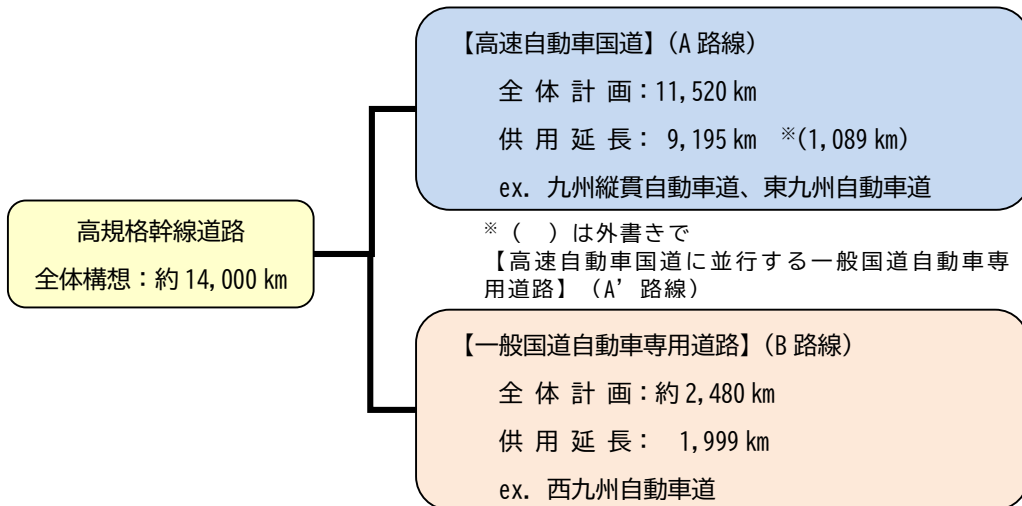 高規格幹線道路
全体構想：約14,000 km
【高速自動車国道】(A 路線)
全 体 計 画：11,520 km
供 用 延 長： 9,195 km ※(1,089 km)
ex. 九州縦貫自動車道、東九州自動車道
※（　）は外書きで
【高速自動車国道に並行する一般国道自動車専
用道路】（A’路線）
【一般国道自動車専用道路】(B 路線)
全 体 計 画：約 2,480 km
供 用 延 長： 1,999 km
ex. 西九州自動車道